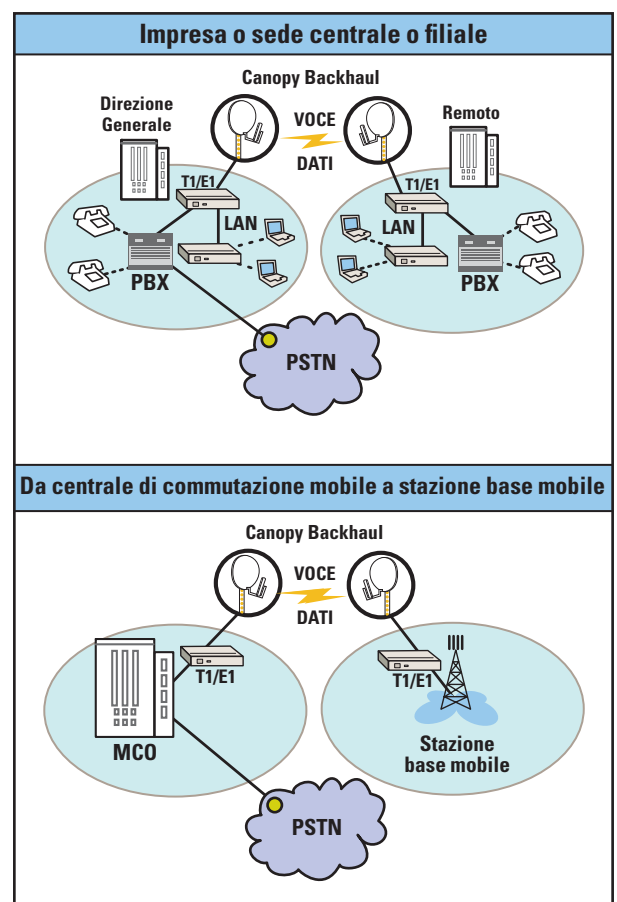 Impresa o sede centrale o filiale
Canopy Backhaul
Direzione
Generale
VOCE
DATI
Remoto
T1/E1
T1/E1
LAN
LAN
PBX
PBX
PSTN
Da centrale di commutazione mobile a stazione base mobile
Canopy Backhaul
VOCE
DATI
T1/E1
T1/E1
MCO
Stazione
base mobile
PSTN